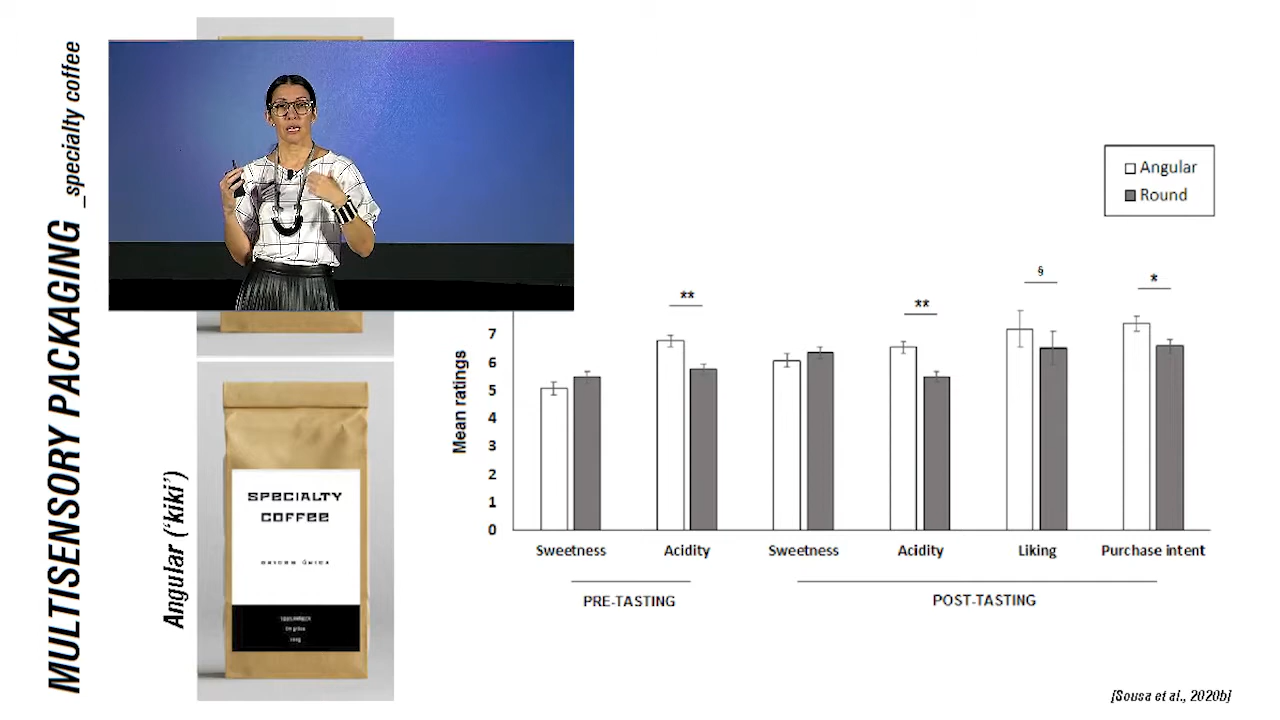 MULTISENSORY PACKAGING _specialty coffee
Angular ('kiki')
SPECIALTY
COFFEE
Mean ratings
7
6
5
4
3
2
1
0
Angular
Round
**
**
§
*
Sweetness
Acidity
Sweetness
Acidity
Liking
Purchase intent
PRE-TASTING
POST-TASTING
[Sousa et al., 2020b]